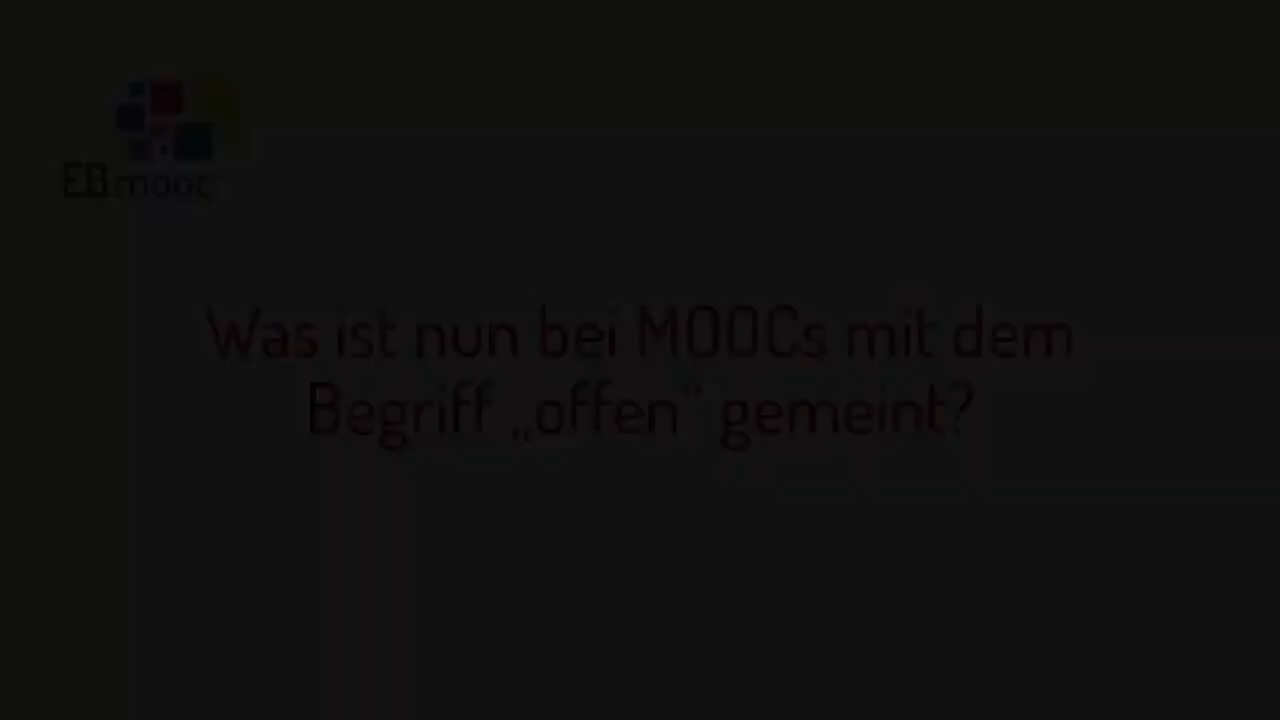 EBmooc
Was ist nun bei MOOCs mit dem
Begriff „offen“ gemeint?